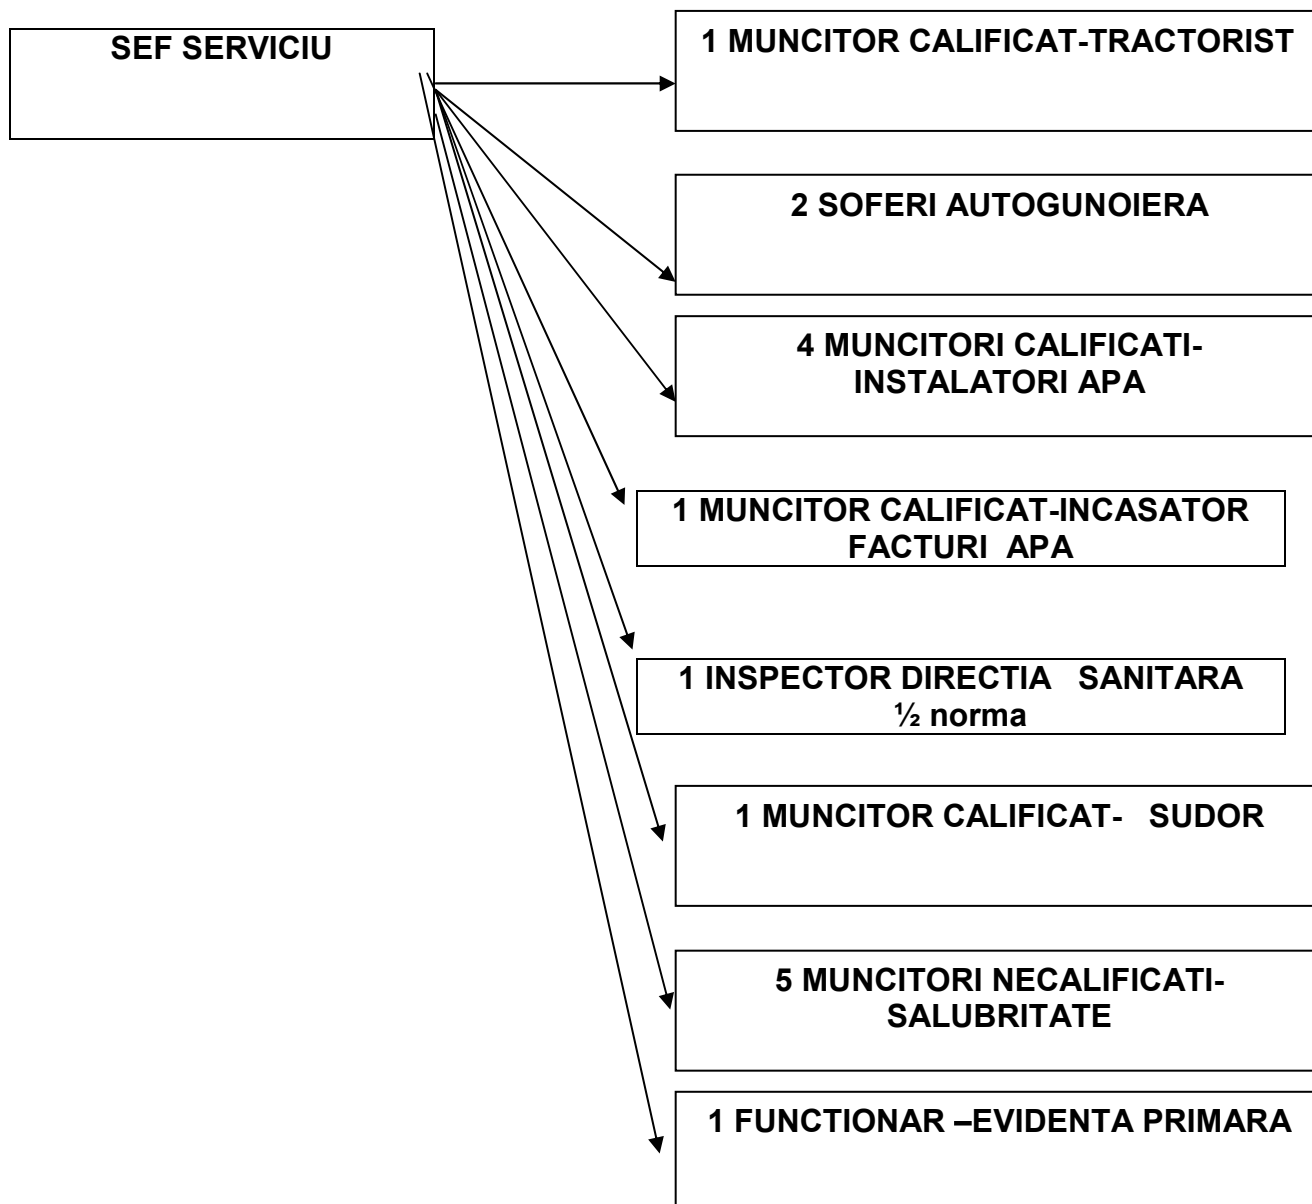 SEF SERVICIU
1 MUNCITOR CALIFICAT-TRACTORIST
2 SOFERI AUTOGUNOIERA
4 MUNCITORI CALIFICATI-
INSTALATORI APA
1 MUNCITOR CALIFICAT-INCASATOR
FACTURI APA
1 INSPECTOR DIRECTIA SANITARA
½ norma
1 MUNCITOR CALIFICAT- SUDOR
5 MUNCITORI NECALIFICATI-
SALUBRITATE
1 FUNCTIONAR –EVIDENTA PRIMARA